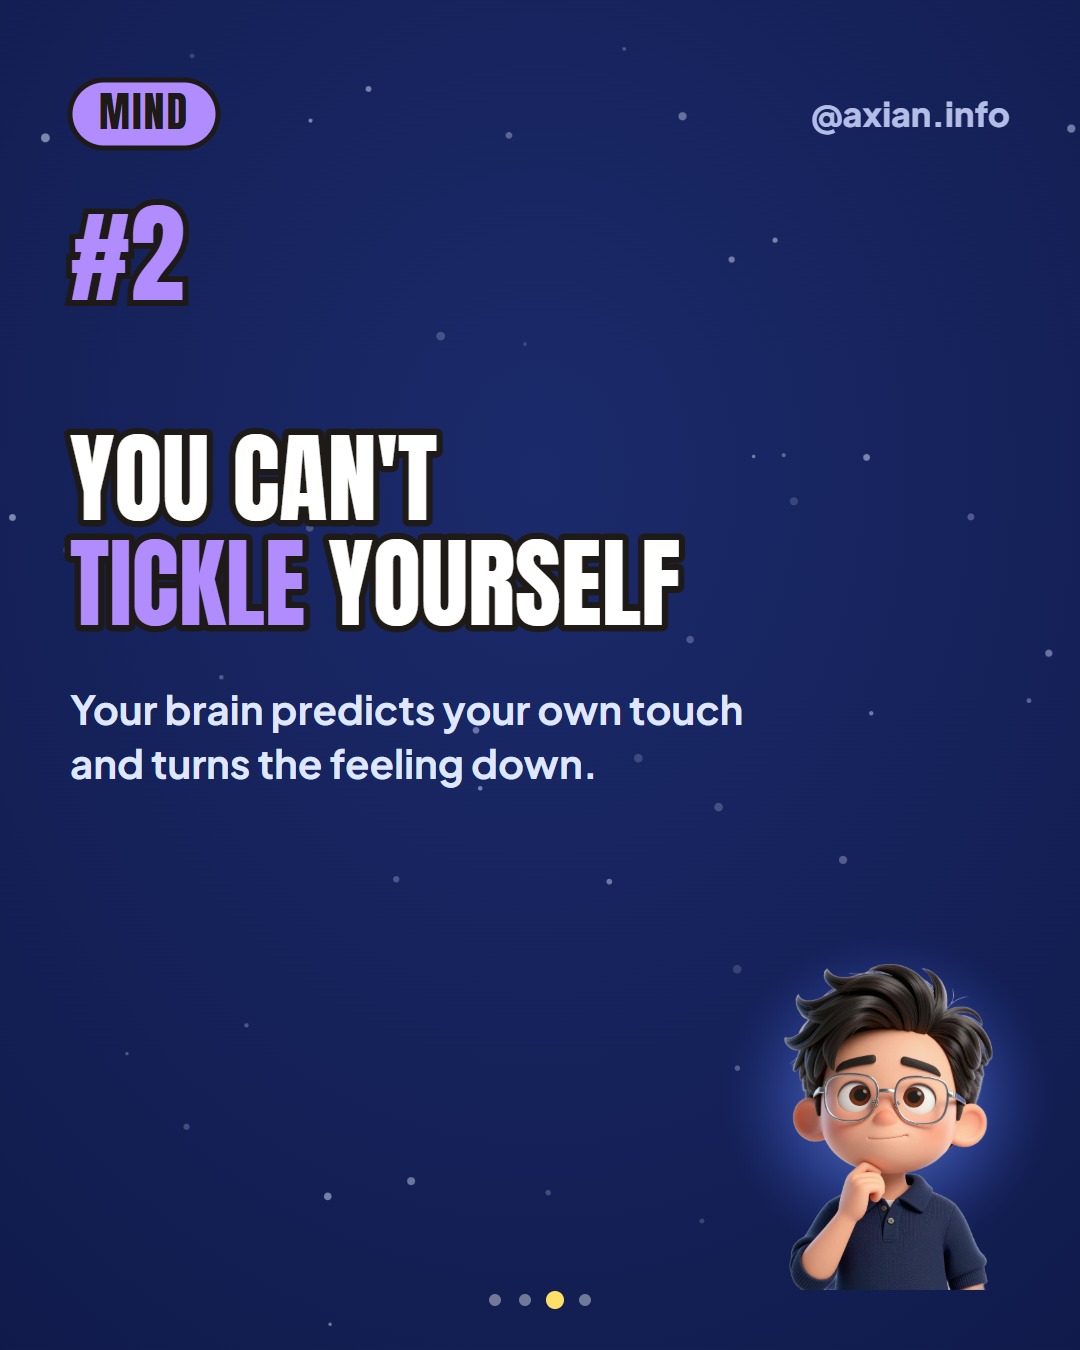 MIND
@axian.info
#2
YOU CAN'T
TICKLE YOURSELF
Your brain predicts your own touch
and turns the feeling down.